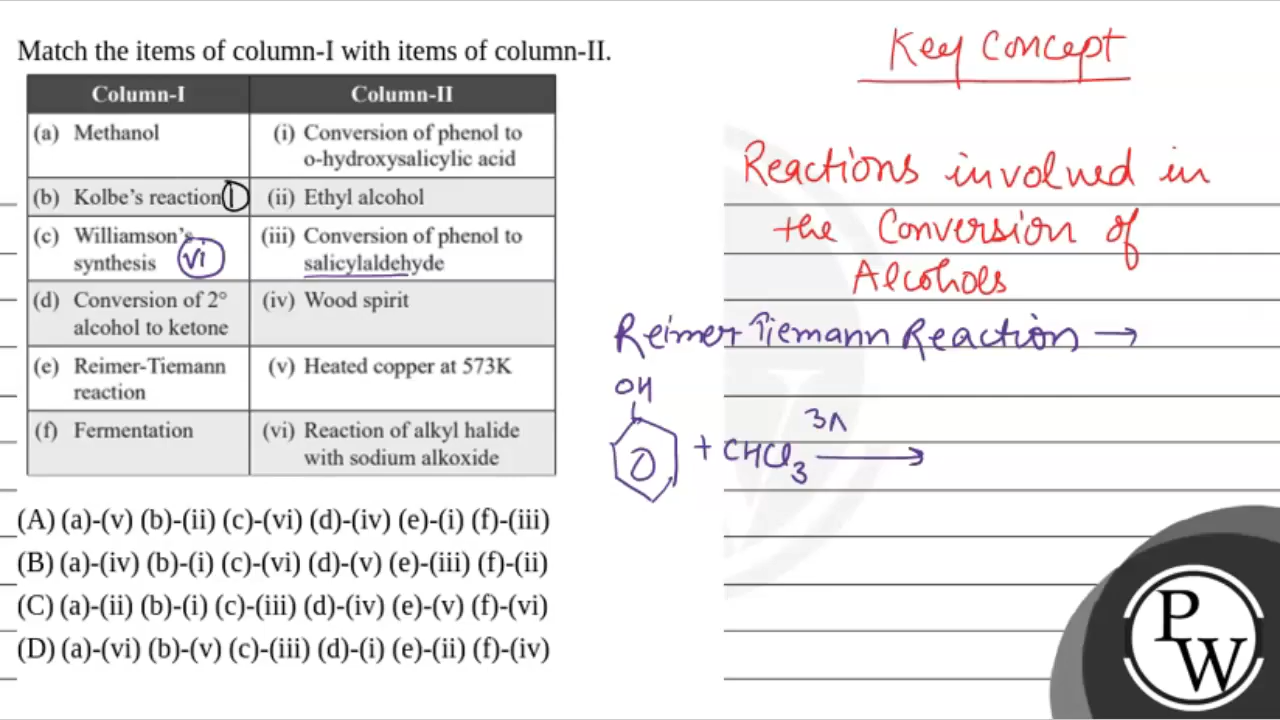 Match the items of column-I with items of column-II.
Column-I Column-II
(a) Methanol (i) Conversion of phenol to
o-hydroxysalicylic acid
(b) Kolbe's reaction I (ii) Ethyl alcohol
(c) Williamson's (iii) Conversion of phenol to
synthesis vi salicylaldehyde
(d) Conversion of 2° (iv) Wood spirit
alcohol to ketone
(e) Reimer-Tiemann (v) Heated copper at 573K
reaction
(f) Fermentation (vi) Reaction of alkyl halide
with sodium alkoxide
(A) (a)-(v) (b)-(ii) (c)-(vi) (d)-(iv) (e)-(i) (f)-(iii)
(B) (a)-(iv) (b)-(i) (c)-(vi) (d)-(v) (e)-(iii) (f)-(ii)
(C) (a)-(ii) (b)-(i) (c)-(iii) (d)-(iv) (e)-(v) (f)-(vi)
(D) (a)-(vi) (b)-(v) (c)-(iii) (d)-(i) (e)-(ii) (f)-(iv)
Key Concept
Reactions involved in
the Conversion of
Alcohols
Reimer Tiemann Reaction →
OH
+ CHCl3 →
P
W